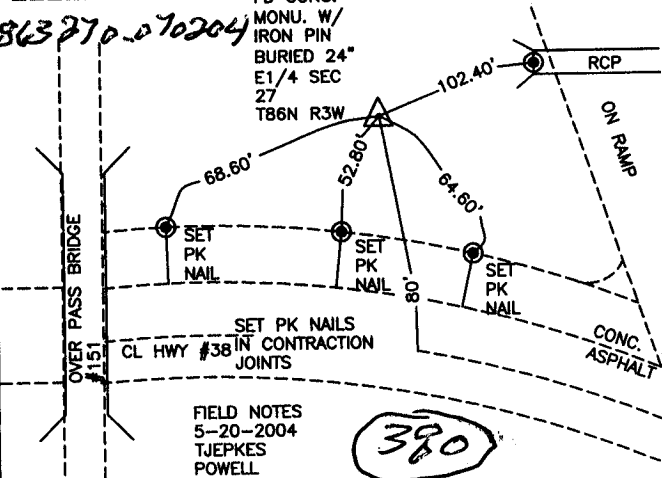 863270-070204
FD CONC.
MONU. W/
IRON PIN
BURIED 24"
E1/4 SEC
27
T86N R3W
102.40'
RCP
ON RAMP
68.60'
52.80'
64.60'
OVER PASS BRIDGE
#151
SET
PK
NAIL
SET
PK
NAIL
SET
PK
NAIL
80'
CL HWY #38
SET PK NAILS
IN CONTRACTION
JOINTS
CONC.
ASPHALT
FIELD NOTES
5-20-2004
TJEPKES
POWELL
380